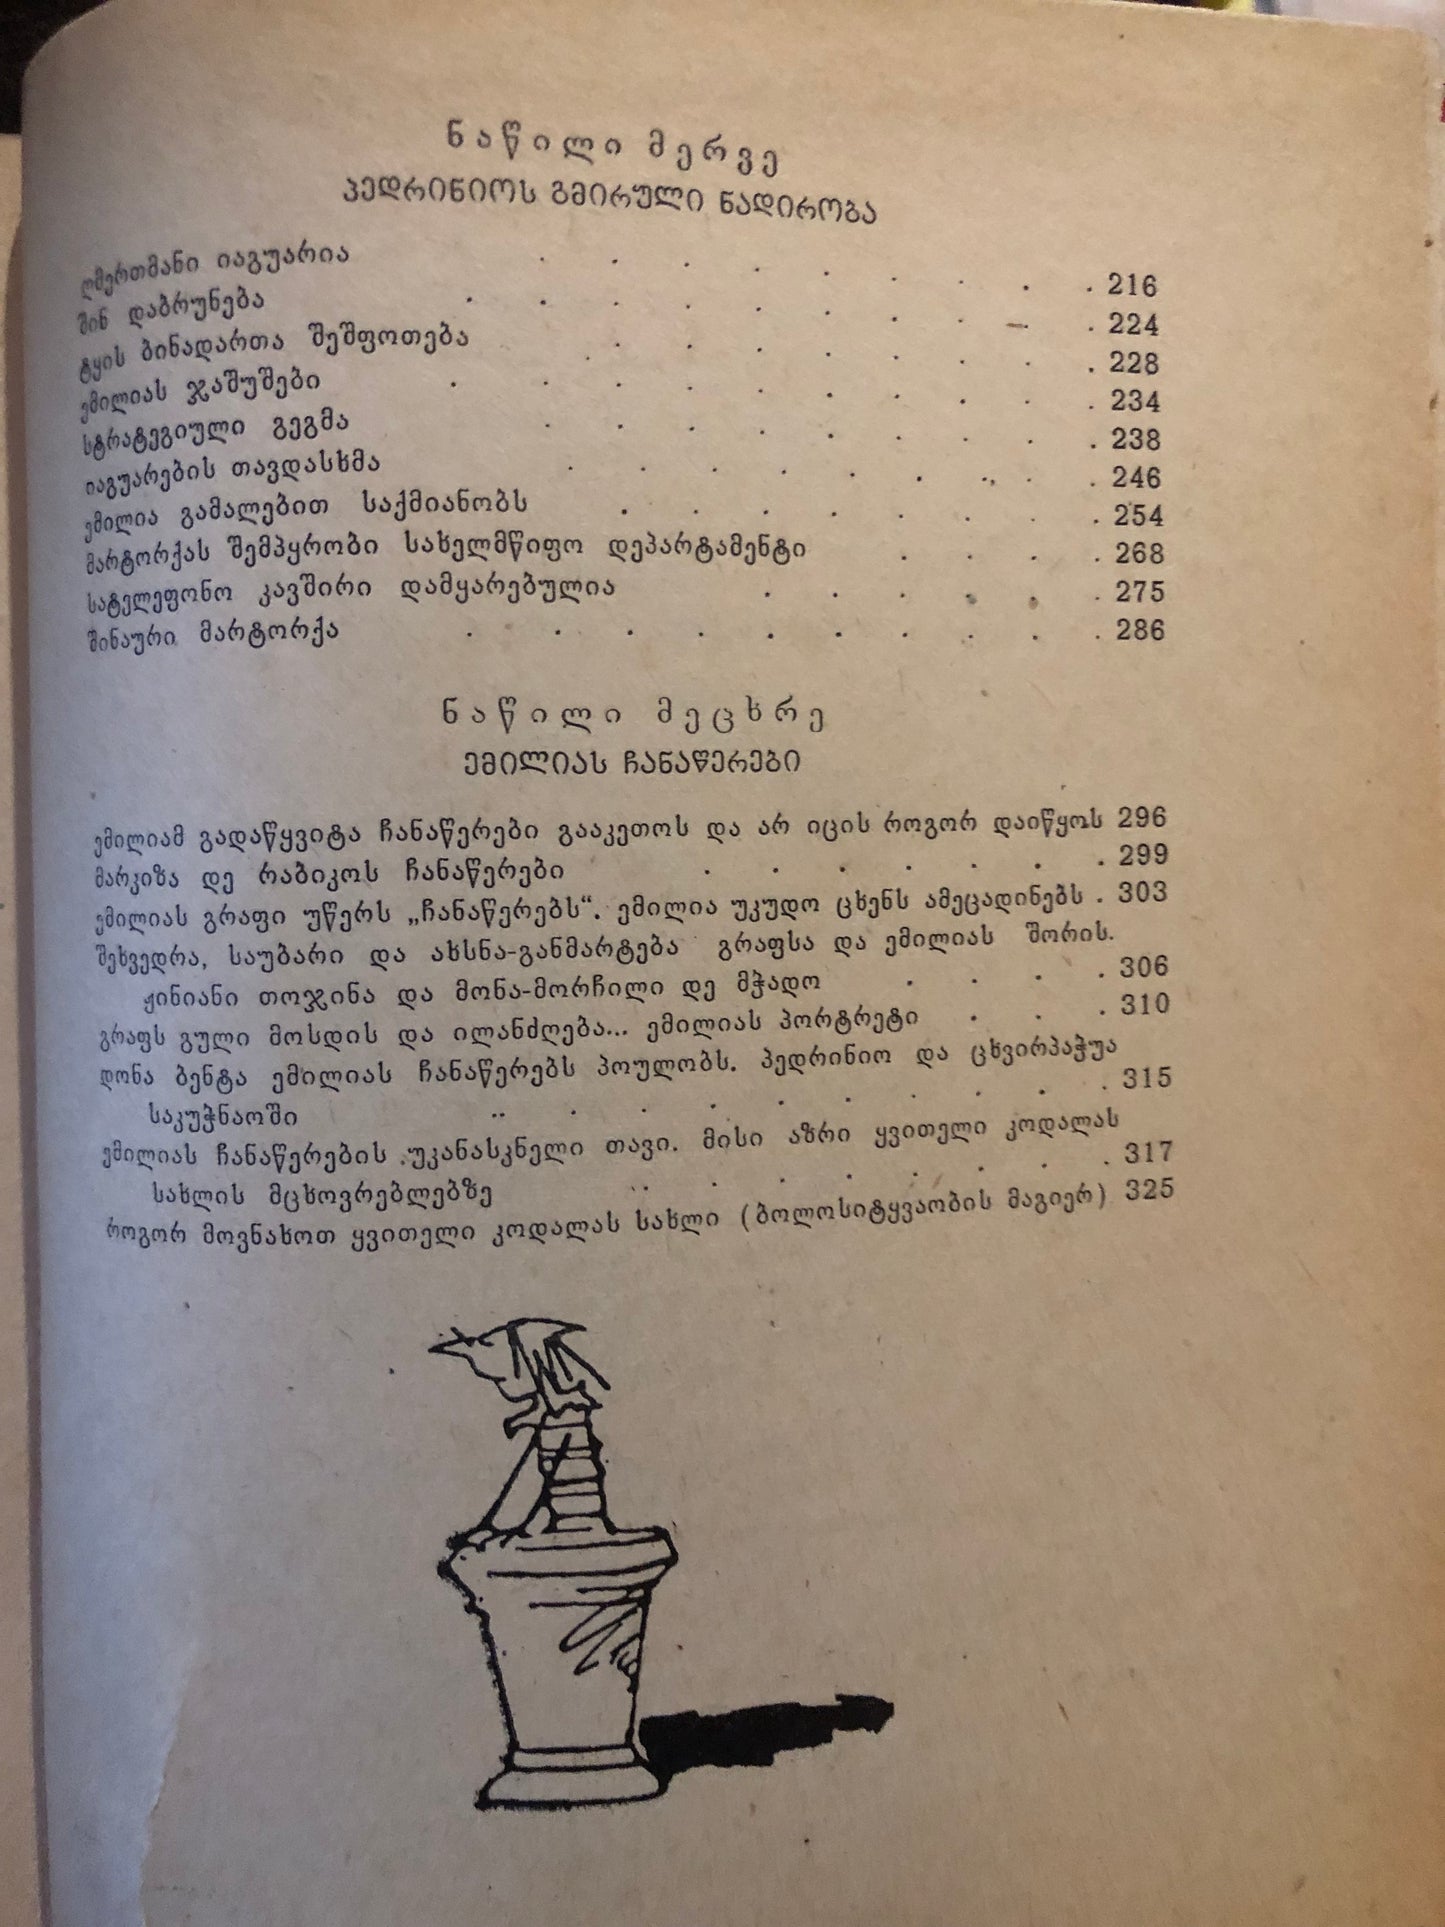 ნაწილი მერვე
პედრინიოს გმირული ნადირობა
ღმერთმანი იაგუარია . . . . . . . . . 216
შინ დაბრუნება . . . . . . . . . 224
ტყის ბინადართა შეშფოთება . . . . . . . . 228
ემილიას ჯაშუშები . . . . . . . . . . 234
სტრატეგიული გეგმა . . . . . . . . . 238
იაგუარების თავდასხმა . . . . . . . . 246
ემილია გამალებით საქმიანობს . . . . . . . . 254
მარტორქას შემპყრობი სახელმწიფო დეპარტამენტი . . . . 268
სატელეფონო კავშირი დამყარებულია . . . . . . 275
შინაური მარტორქა . . . . . . . . . . 286
ნაწილი მეცხრე
ემილიას ჩანაწერები
ემილიამ გადაწყვიტა ჩანაწერები გააკეთოს და არ იცის როგორ დაიწყოს 296
მარკიზა დე რაბიკოს ჩანაწერები . . . . . . . 299
ემილიას გრაფი უწერს „ჩანაწერებს“. ემილია უკუდო ცხენს ამეცადინებს . 303
შეხვედრა, საუბარი და ახსნა-განმარტება გრაფსა და ემილიას შორის.
ჟინიანი თოჯინა და მონა-მორჩილი დე მჭადო . . . . 306
გრაფს გული მოსდის და ილანძღება... ემილიას პორტრეტი . . . 310
დონა ბენტა ემილიას ჩანაწერებს პოულობს. პედრინიო და ცხვირპაჭუა
საკუჭნაოში . . . . . . . . . . 315
ემილიას ჩანაწერების უკანასკნელი თავი. მისი აზრი ყვითელი კოდალას
სახლის მცხოვრებლებზე . . . . . . . . 317
როგორ მოვნახოთ ყვითელი კოდალას სახლი (ბოლოსიტყვაობის მაგიერ) 325